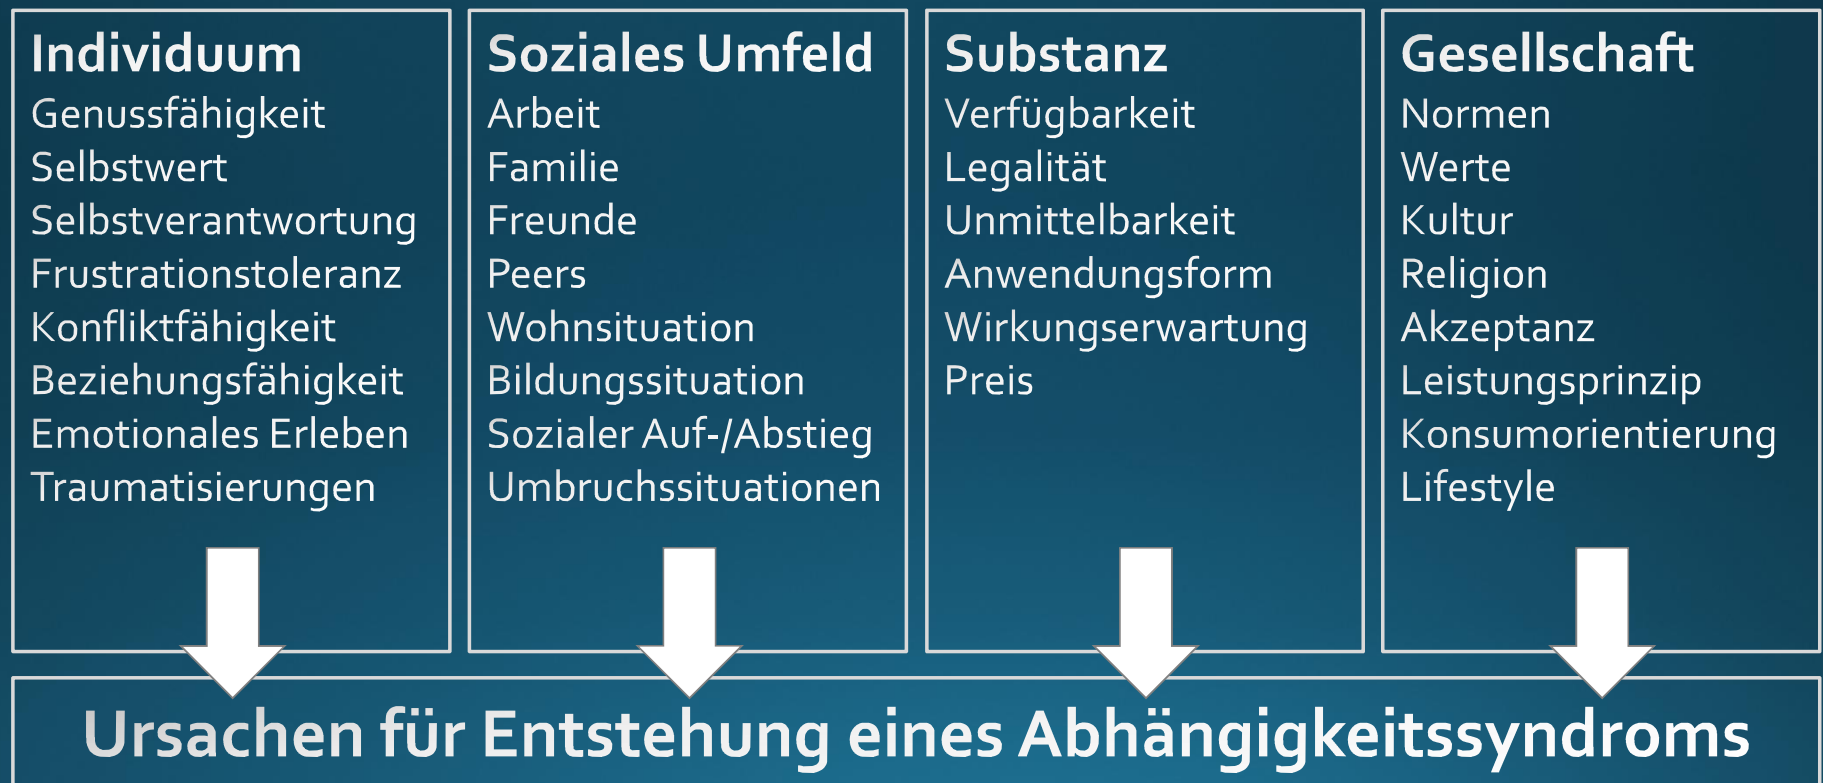 Individuum
Genussfähigkeit
Selbstwert
Selbstverantwortung
Frustrationstoleranz
Konfliktfähigkeit
Beziehungsfähigkeit
Emotionales Erleben
Traumatisierungen
Soziales Umfeld
Arbeit
Familie
Freunde
Peers
Wohnsituation
Bildungssituation
Sozialer Auf-/Abstieg
Umbruchssituationen
Substanz
Verfügbarkeit
Legalität
Unmittelbarkeit
Anwendungsform
Wirkungserwartung
Preis
Gesellschaft
Normen
Werte
Kultur
Religion
Akzeptanz
Leistungsprinzip
Konsumorientierung
Lifestyle
Ursachen für Entstehung eines Abhängigkeitssyndroms